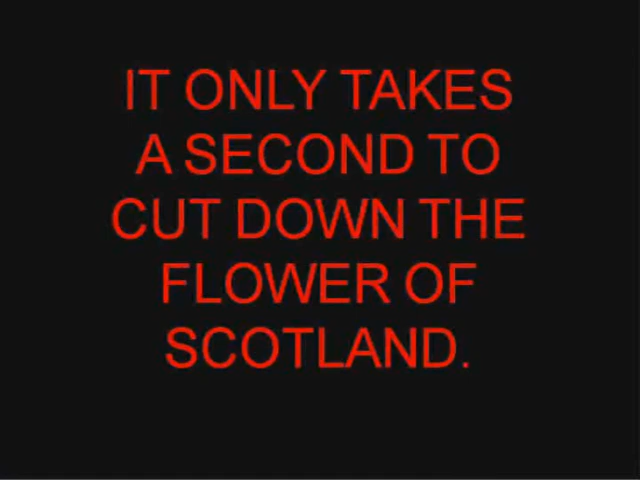 IT ONLY TAKES
A SECOND TO
CUT DOWN THE
FLOWER OF
SCOTLAND.